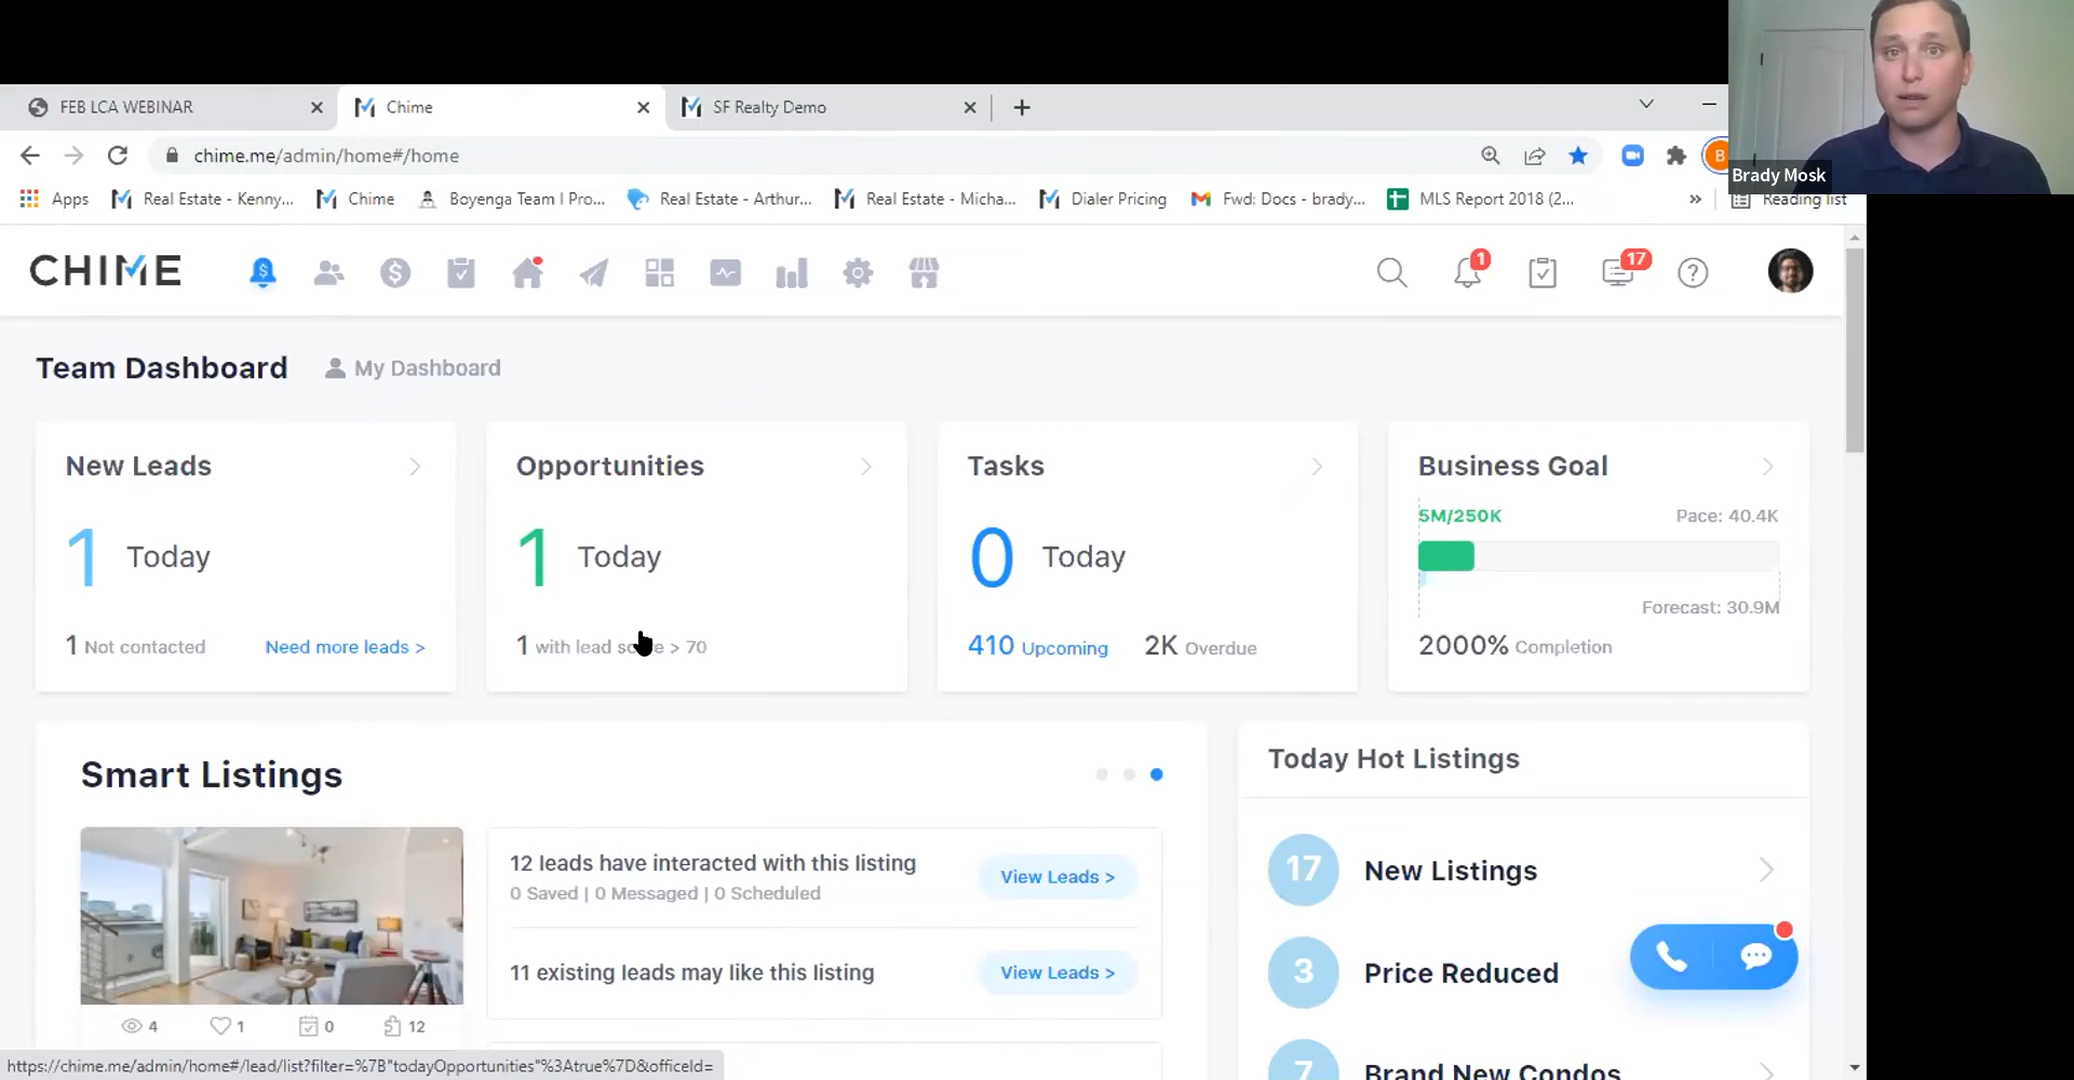 FEB LCA WEBINAR
Chime
SF Realty Demo
chime.me/admin/home#/home
B
Brady Mosk
Apps
Real Estate - Kenny...
Chime
Boyenga Team I Pro...
Real Estate - Arthur...
Real Estate - Micha...
Dialer Pricing
Fwd: Docs - brady...
MLS Report 2018 (2...
»
Reading list
CHIME
1
17
Team Dashboard
My Dashboard
New Leads
1 Today
1 Not contacted
Need more leads >
Opportunities
1 Today
1 with lead sc e > 70
Tasks
0 Today
410 Upcoming
2K Overdue
Business Goal
5M/250K
Pace: 40.4K
Forecast: 30.9M
2000% Completion
Smart Listings
12 leads have interacted with this listing
0 Saved | 0 Messaged | 0 Scheduled
View Leads >
11 existing leads may like this listing
View Leads >
4
1
0
12
Today Hot Listings
17 New Listings
3 Price Reduced
7 Brand New Condos
https://chime.me/admin/home#/lead/list?filter=%7B"todayOpportunities"%3Atrue%7D&officeId=